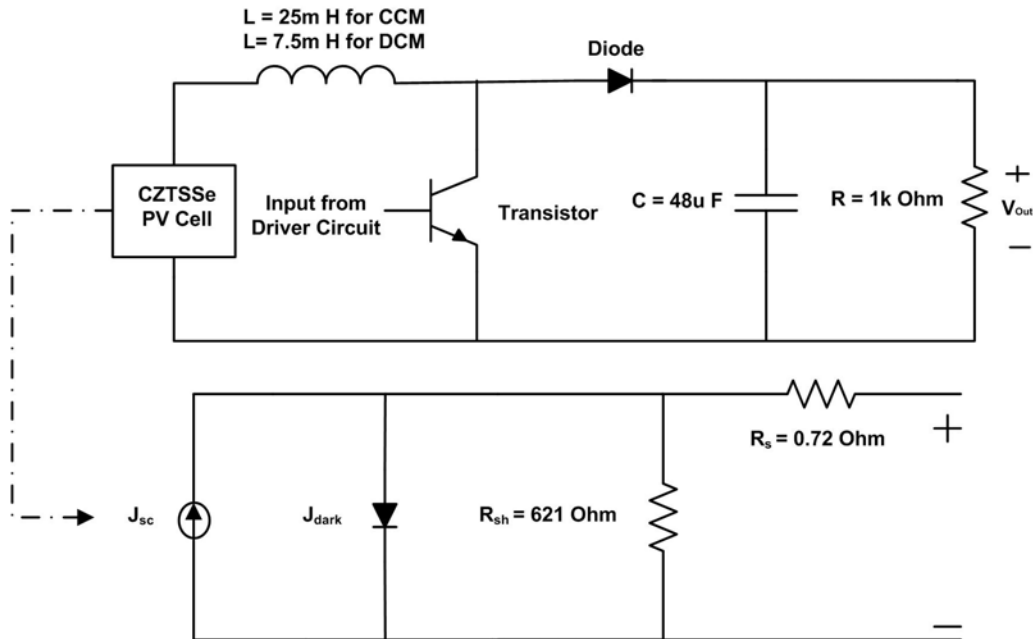 L = 25m H for CCM
L= 7.5m H for DCM
Diode
CZTSSe
PV Cell
Input from
Driver Circuit
Transistor
C = 48u F
R = 1k Ohm
+
V_Out
−
R_s = 0.72 Ohm
+
J_sc
J_dark
R_sh = 621 Ohm
−